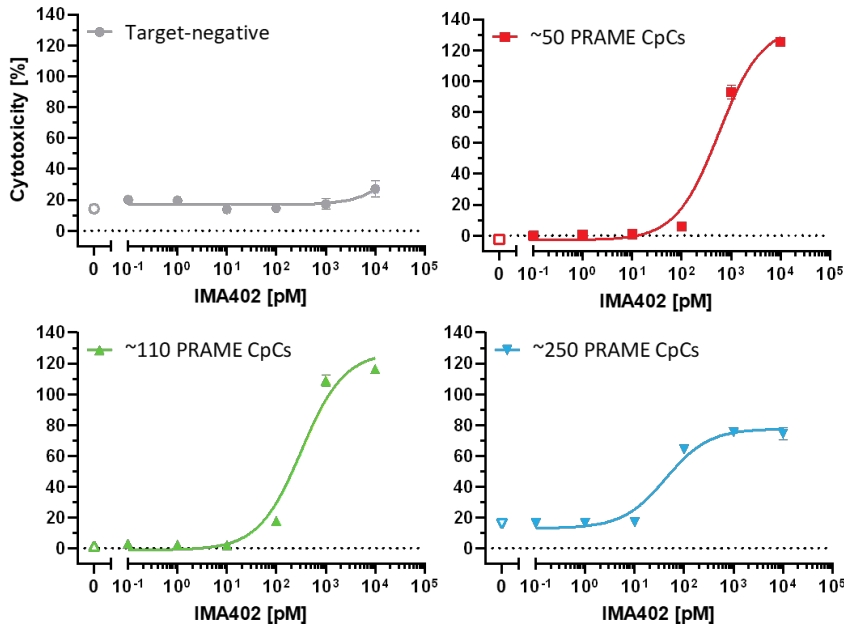 Target-negative
Cytotoxicity [%]
140
120
100
80
60
40
20
0
0 10⁻¹ 10⁰ 10¹ 10² 10³ 10⁴ 10⁵
IMA402 [pM]
~50 PRAME CpCs
140
120
100
80
60
40
20
0
0 10⁻¹ 10⁰ 10¹ 10² 10³ 10⁴ 10⁵
IMA402 [pM]
~110 PRAME CpCs
140
120
100
80
60
40
20
0
0 10⁻¹ 10⁰ 10¹ 10² 10³ 10⁴ 10⁵
IMA402 [pM]
~250 PRAME CpCs
140
120
100
80
60
40
20
0
0 10⁻¹ 10⁰ 10¹ 10² 10³ 10⁴ 10⁵
IMA402 [pM]